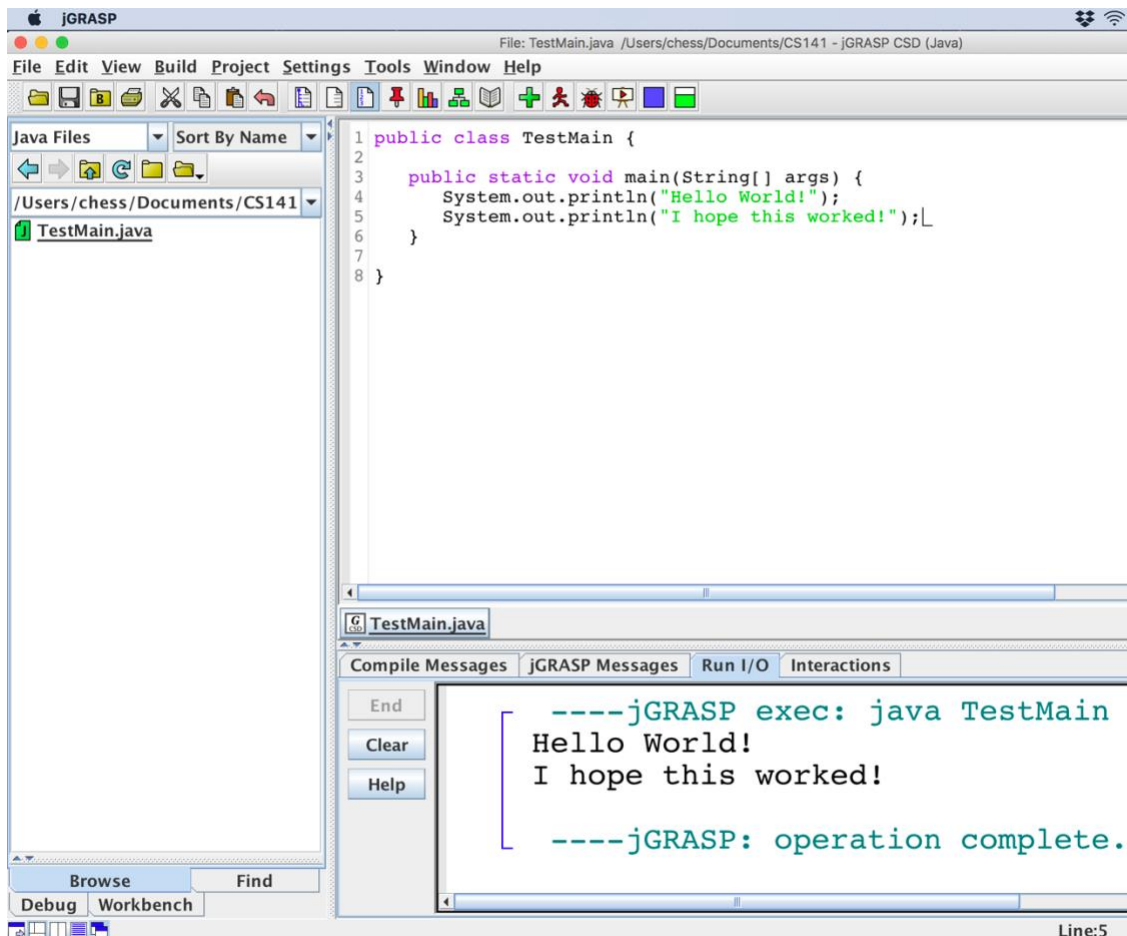 jGRASP
File: TestMain.java /Users/chess/Documents/CS141 - jGRASP CSD (Java)
File Edit View Build Project Settings Tools Window Help
Java Files
Sort By Name
/Users/chess/Documents/CS141
TestMain.java
1 public class TestMain {
2
3 public static void main(String[] args) {
4 System.out.println("Hello World!");
5 System.out.println("I hope this worked!");
6 }
7
8 }
TestMain.java
Compile Messages jGRASP Messages Run I/O Interactions
End
Clear
Help
----jGRASP exec: java TestMain
Hello World!
I hope this worked!
----jGRASP: operation complete.
Browse Find
Debug Workbench
Line:5